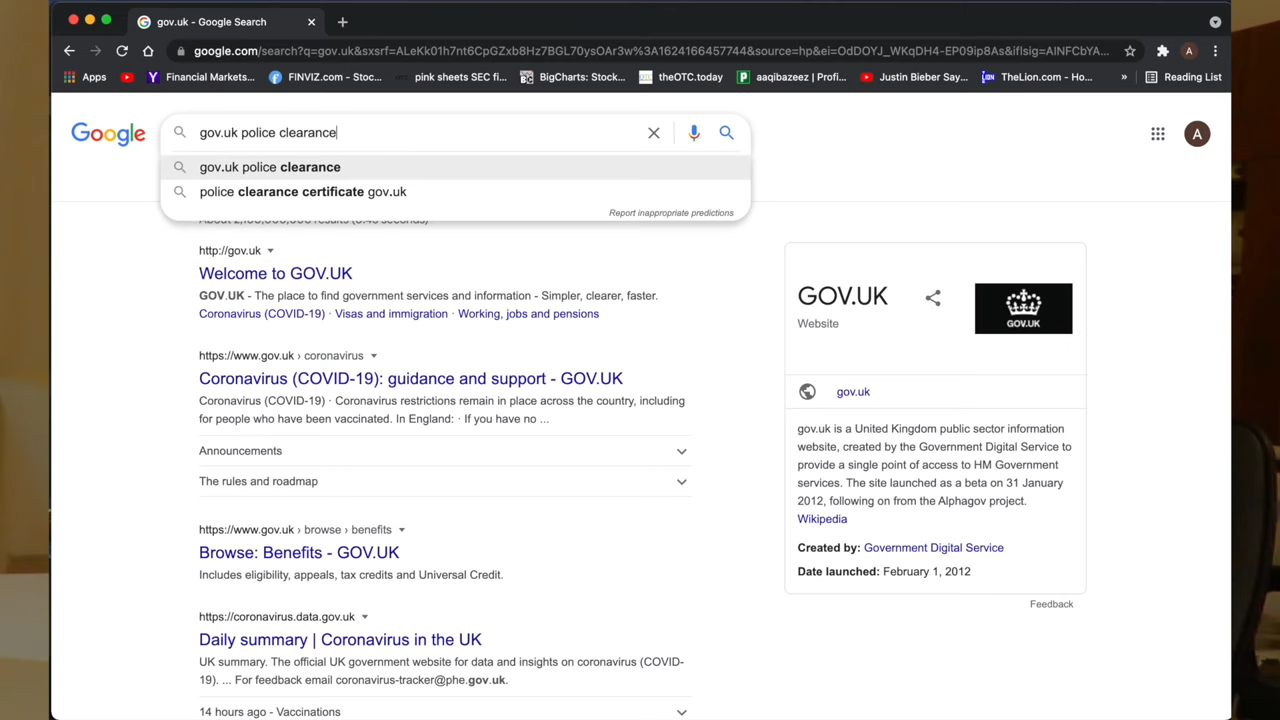 gov.uk - Google Search
google.com/search?q=gov.uk&sxsrf=ALeKk01h7nt6CpGZxb8Hz7BGL70ysOAr3w%3A1624166457744&source=hp&ei=OdDOYJ_WKqDH4-EP09ip8As&iflsig=AINFCbYA...
Apps Financial Markets... FINVIZ.com - Stoc... pink sheets SEC fi... BigCharts: Stock... theOTC.today aaqibazeez | Profi... Justin Bieber Say... TheLion.com - Ho... » Reading List
Google
gov.uk police clearance
A
gov.uk police clearance
police clearance certificate gov.uk
Report inappropriate predictions
http://gov.uk
Welcome to GOV.UK
GOV.UK - The place to find government services and information - Simpler, clearer, faster.
Coronavirus (COVID-19) · Visas and immigration · Working, jobs and pensions
https://www.gov.uk › coronavirus
Coronavirus (COVID-19): guidance and support - GOV.UK
Coronavirus (COVID-19) · Coronavirus restrictions remain in place across the country, including
for people who have been vaccinated. In England: · If you have no ...
Announcements
The rules and roadmap
https://www.gov.uk › browse › benefits
Browse: Benefits - GOV.UK
Includes eligibility, appeals, tax credits and Universal Credit.
https://coronavirus.data.gov.uk
Daily summary | Coronavirus in the UK
UK summary. The official UK government website for data and insights on coronavirus (COVID-
19). ... For feedback email coronavirus-tracker@phe.gov.uk.
14 hours ago - Vaccinations
GOV.UK
Website
GOV.UK
gov.uk
gov.uk is a United Kingdom public sector information
website, created by the Government Digital Service to
provide a single point of access to HM Government
services. The site launched as a beta on 31 January
2012, following on from the Alphagov project.
Wikipedia
Created by: Government Digital Service
Date launched: February 1, 2012
Feedback